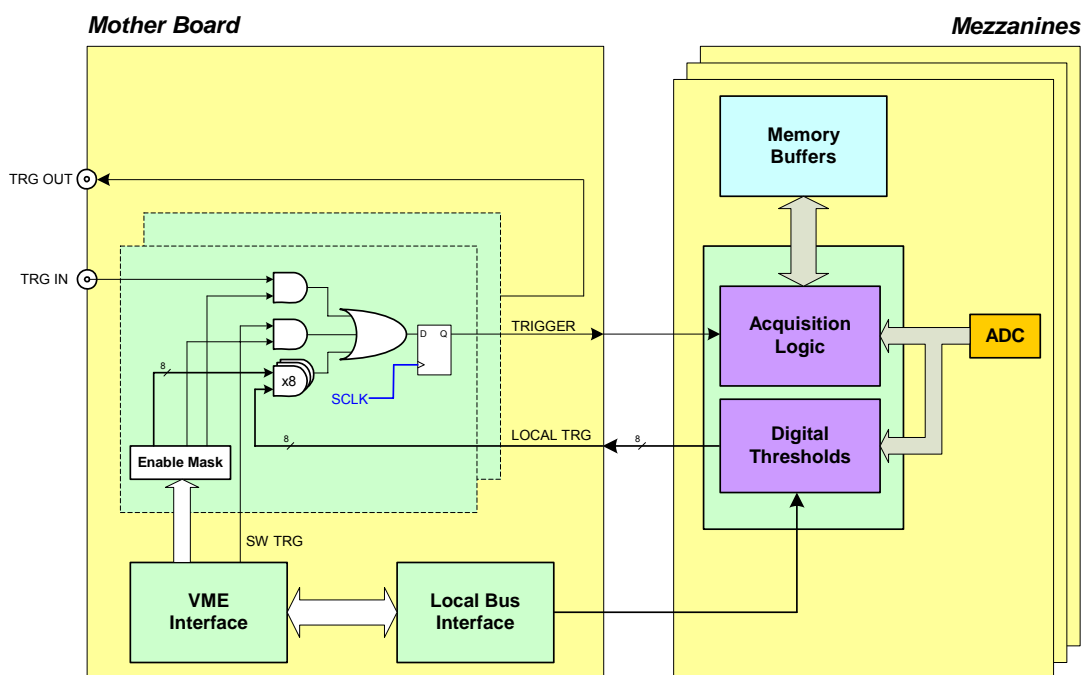 Mother Board
Mezzanines
Memory
Buffers
TRG OUT
TRG IN
D Q
TRIGGER
Acquisition
Logic
ADC
8
x8
SCLK
8
LOCAL TRG
8
Digital
Thresholds
Enable Mask
SW TRG
VME
Interface
Local Bus
Interface